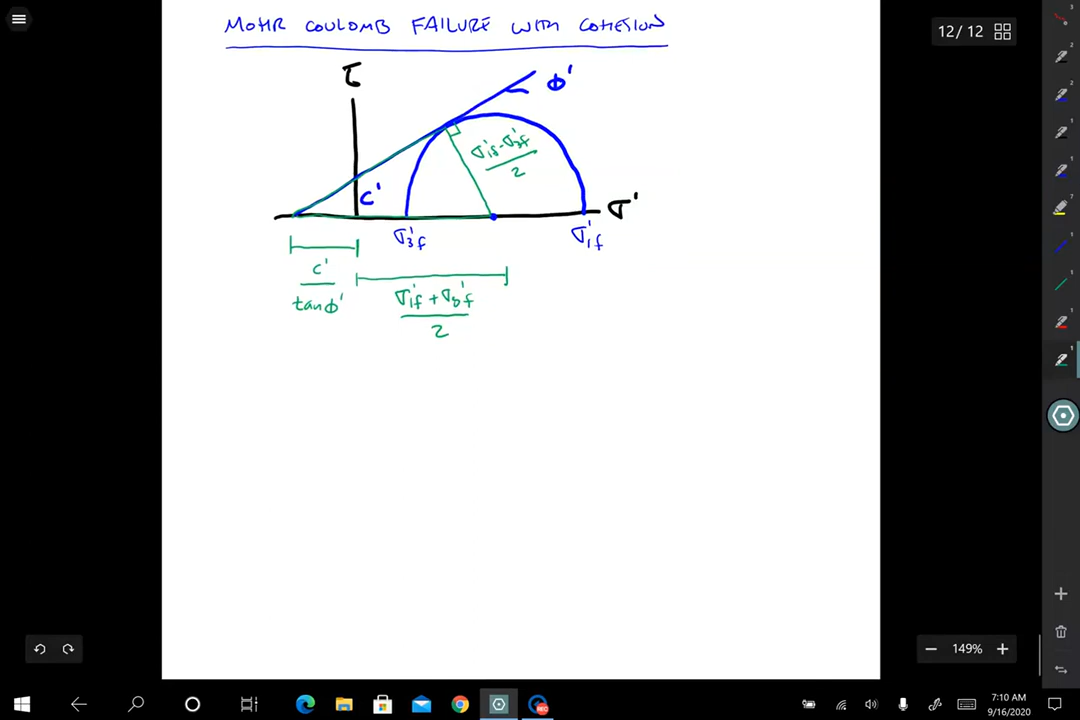 MOHR COULOMB FAILURE WITH COHESION
12/12
τ
ϕ'
σ'1f - σ'3f
2
c'
σ'
σ'3f
σ'1f
c'
tanϕ'
σ'1f + σ'3f
2
149%
7:10 AM
9/16/2020